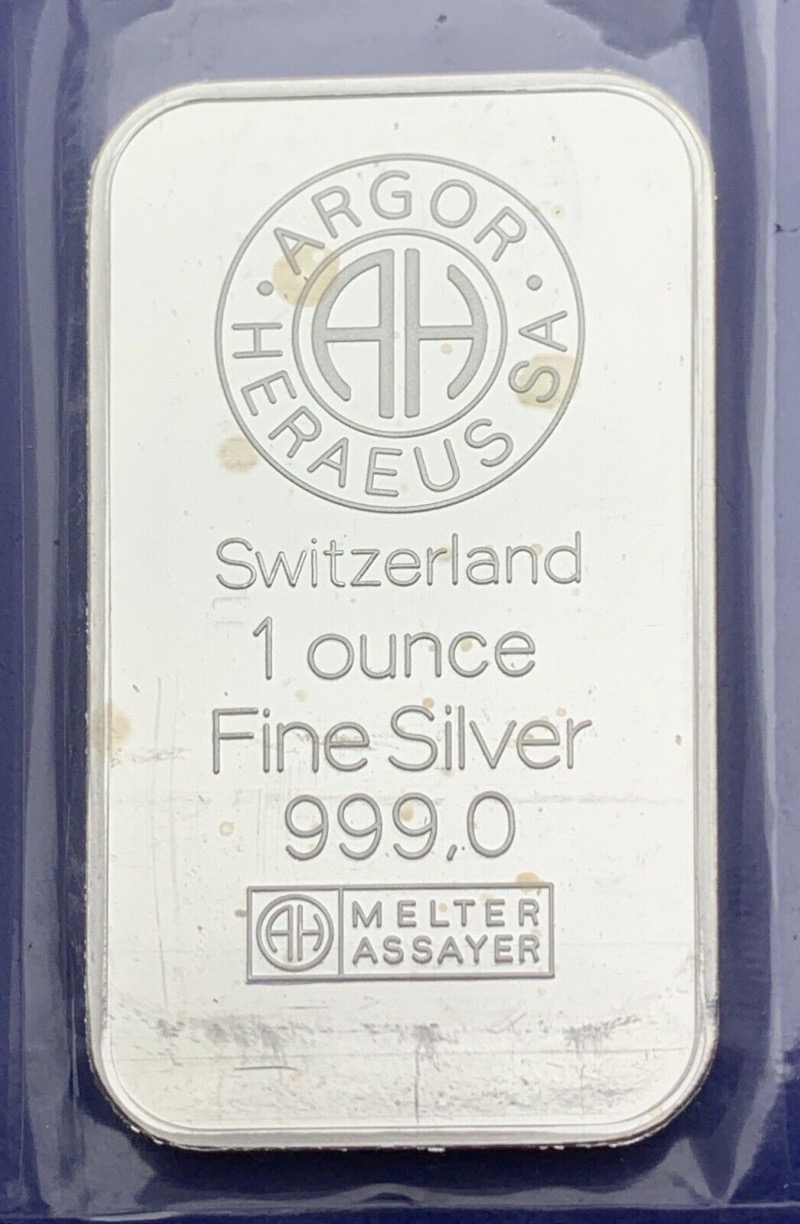 ARGOR
HERAEUS SA
AH
Switzerland
1 ounce
Fine Silver
999,0
AH
MELTER
ASSAYER